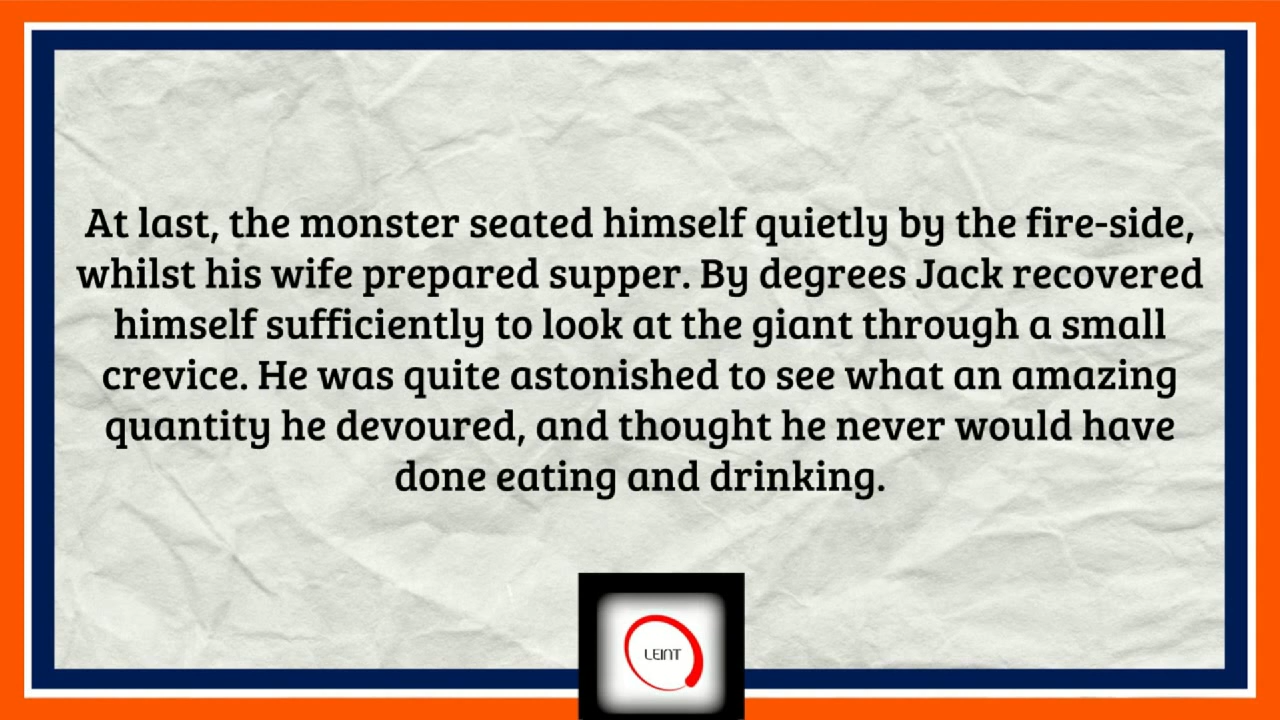 At last, the monster seated himself quietly by the fire-side,
whilst his wife prepared supper. By degrees Jack recovered
himself sufficiently to look at the giant through a small
crevice. He was quite astonished to see what an amazing
quantity he devoured, and thought he never would have
done eating and drinking.
LEINT